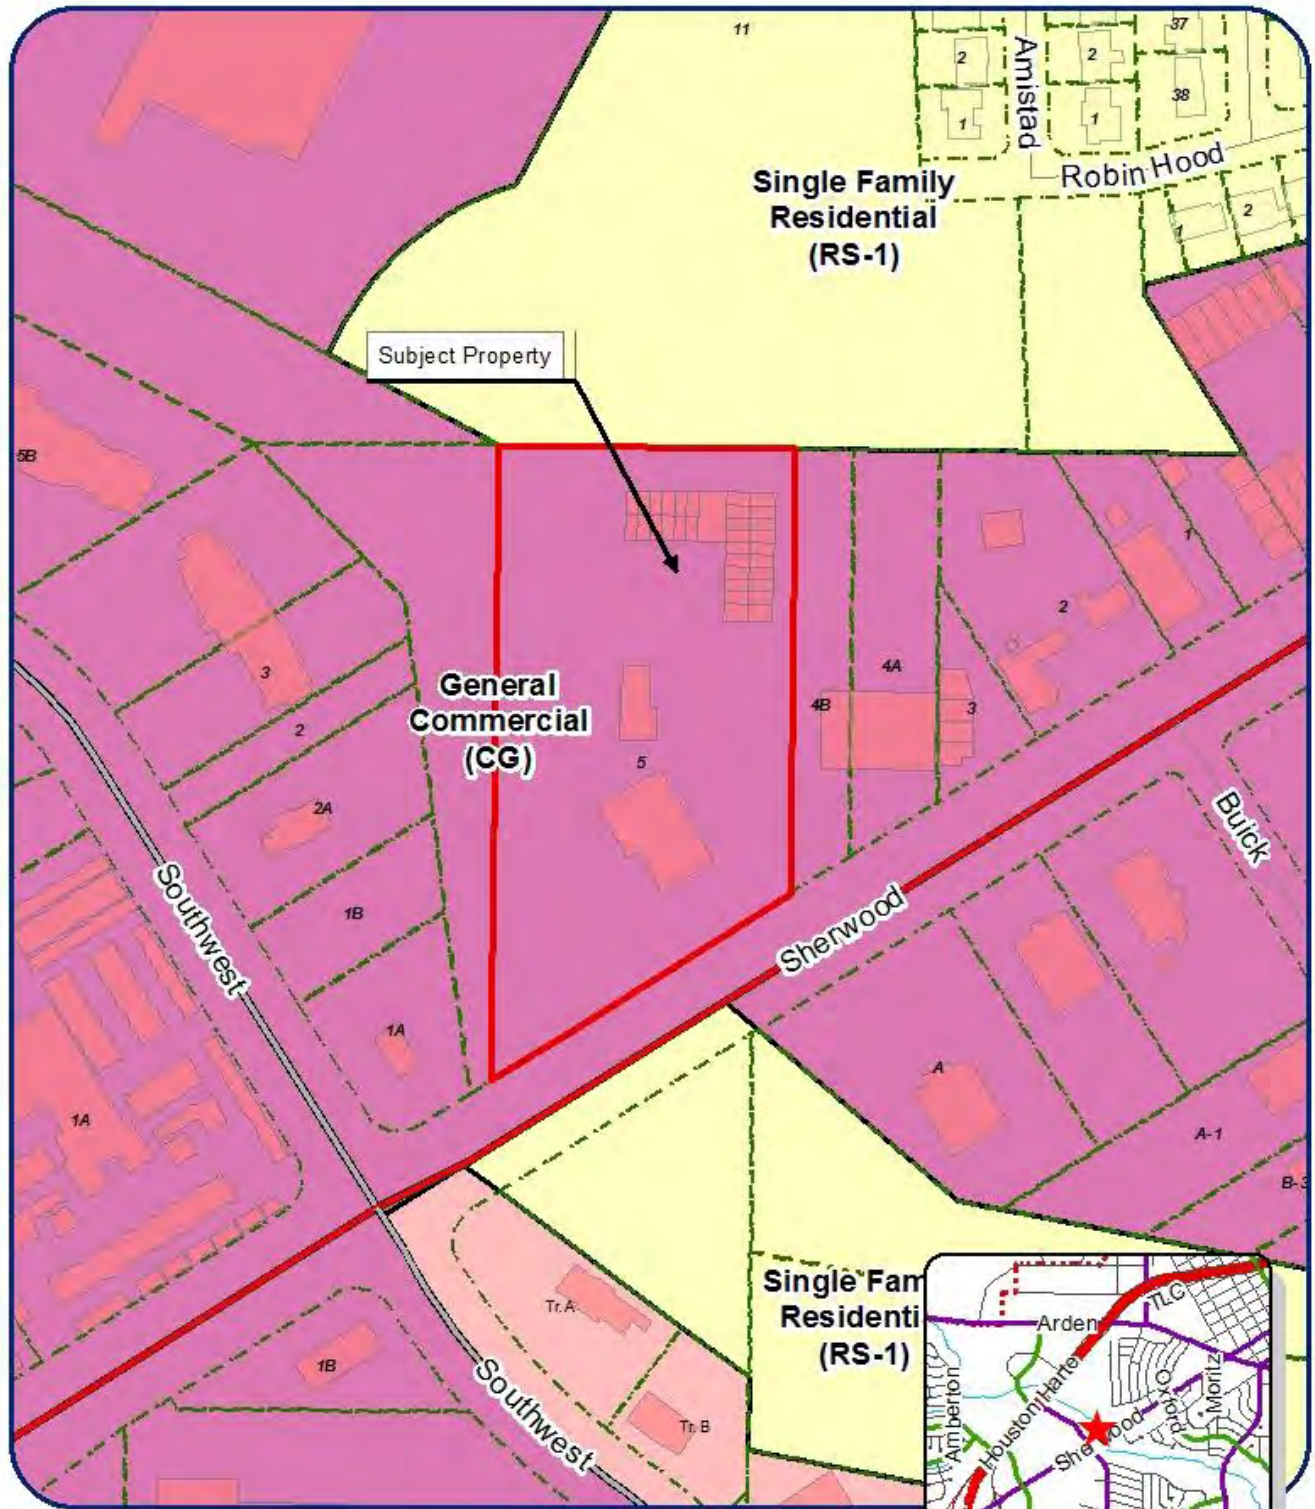 11
37
2
2
38
1
1
Amistad
Robin Hood
2
1
Single Family
Residential
(RS-1)
Subject Property
5B
1
2
3
4A
General
Commercial
(CG)
4B
3
2
5
2A
Buick
Southwest
1B
Sherwood
1A
A
1A
A-1
B-3
Single Fam
Residenti
(RS-1)
Tr. A
1B
Southwest
Tr. B
TLC
Arden
Amberton
Houston Harte
Oxford
Moritz
Sherwood